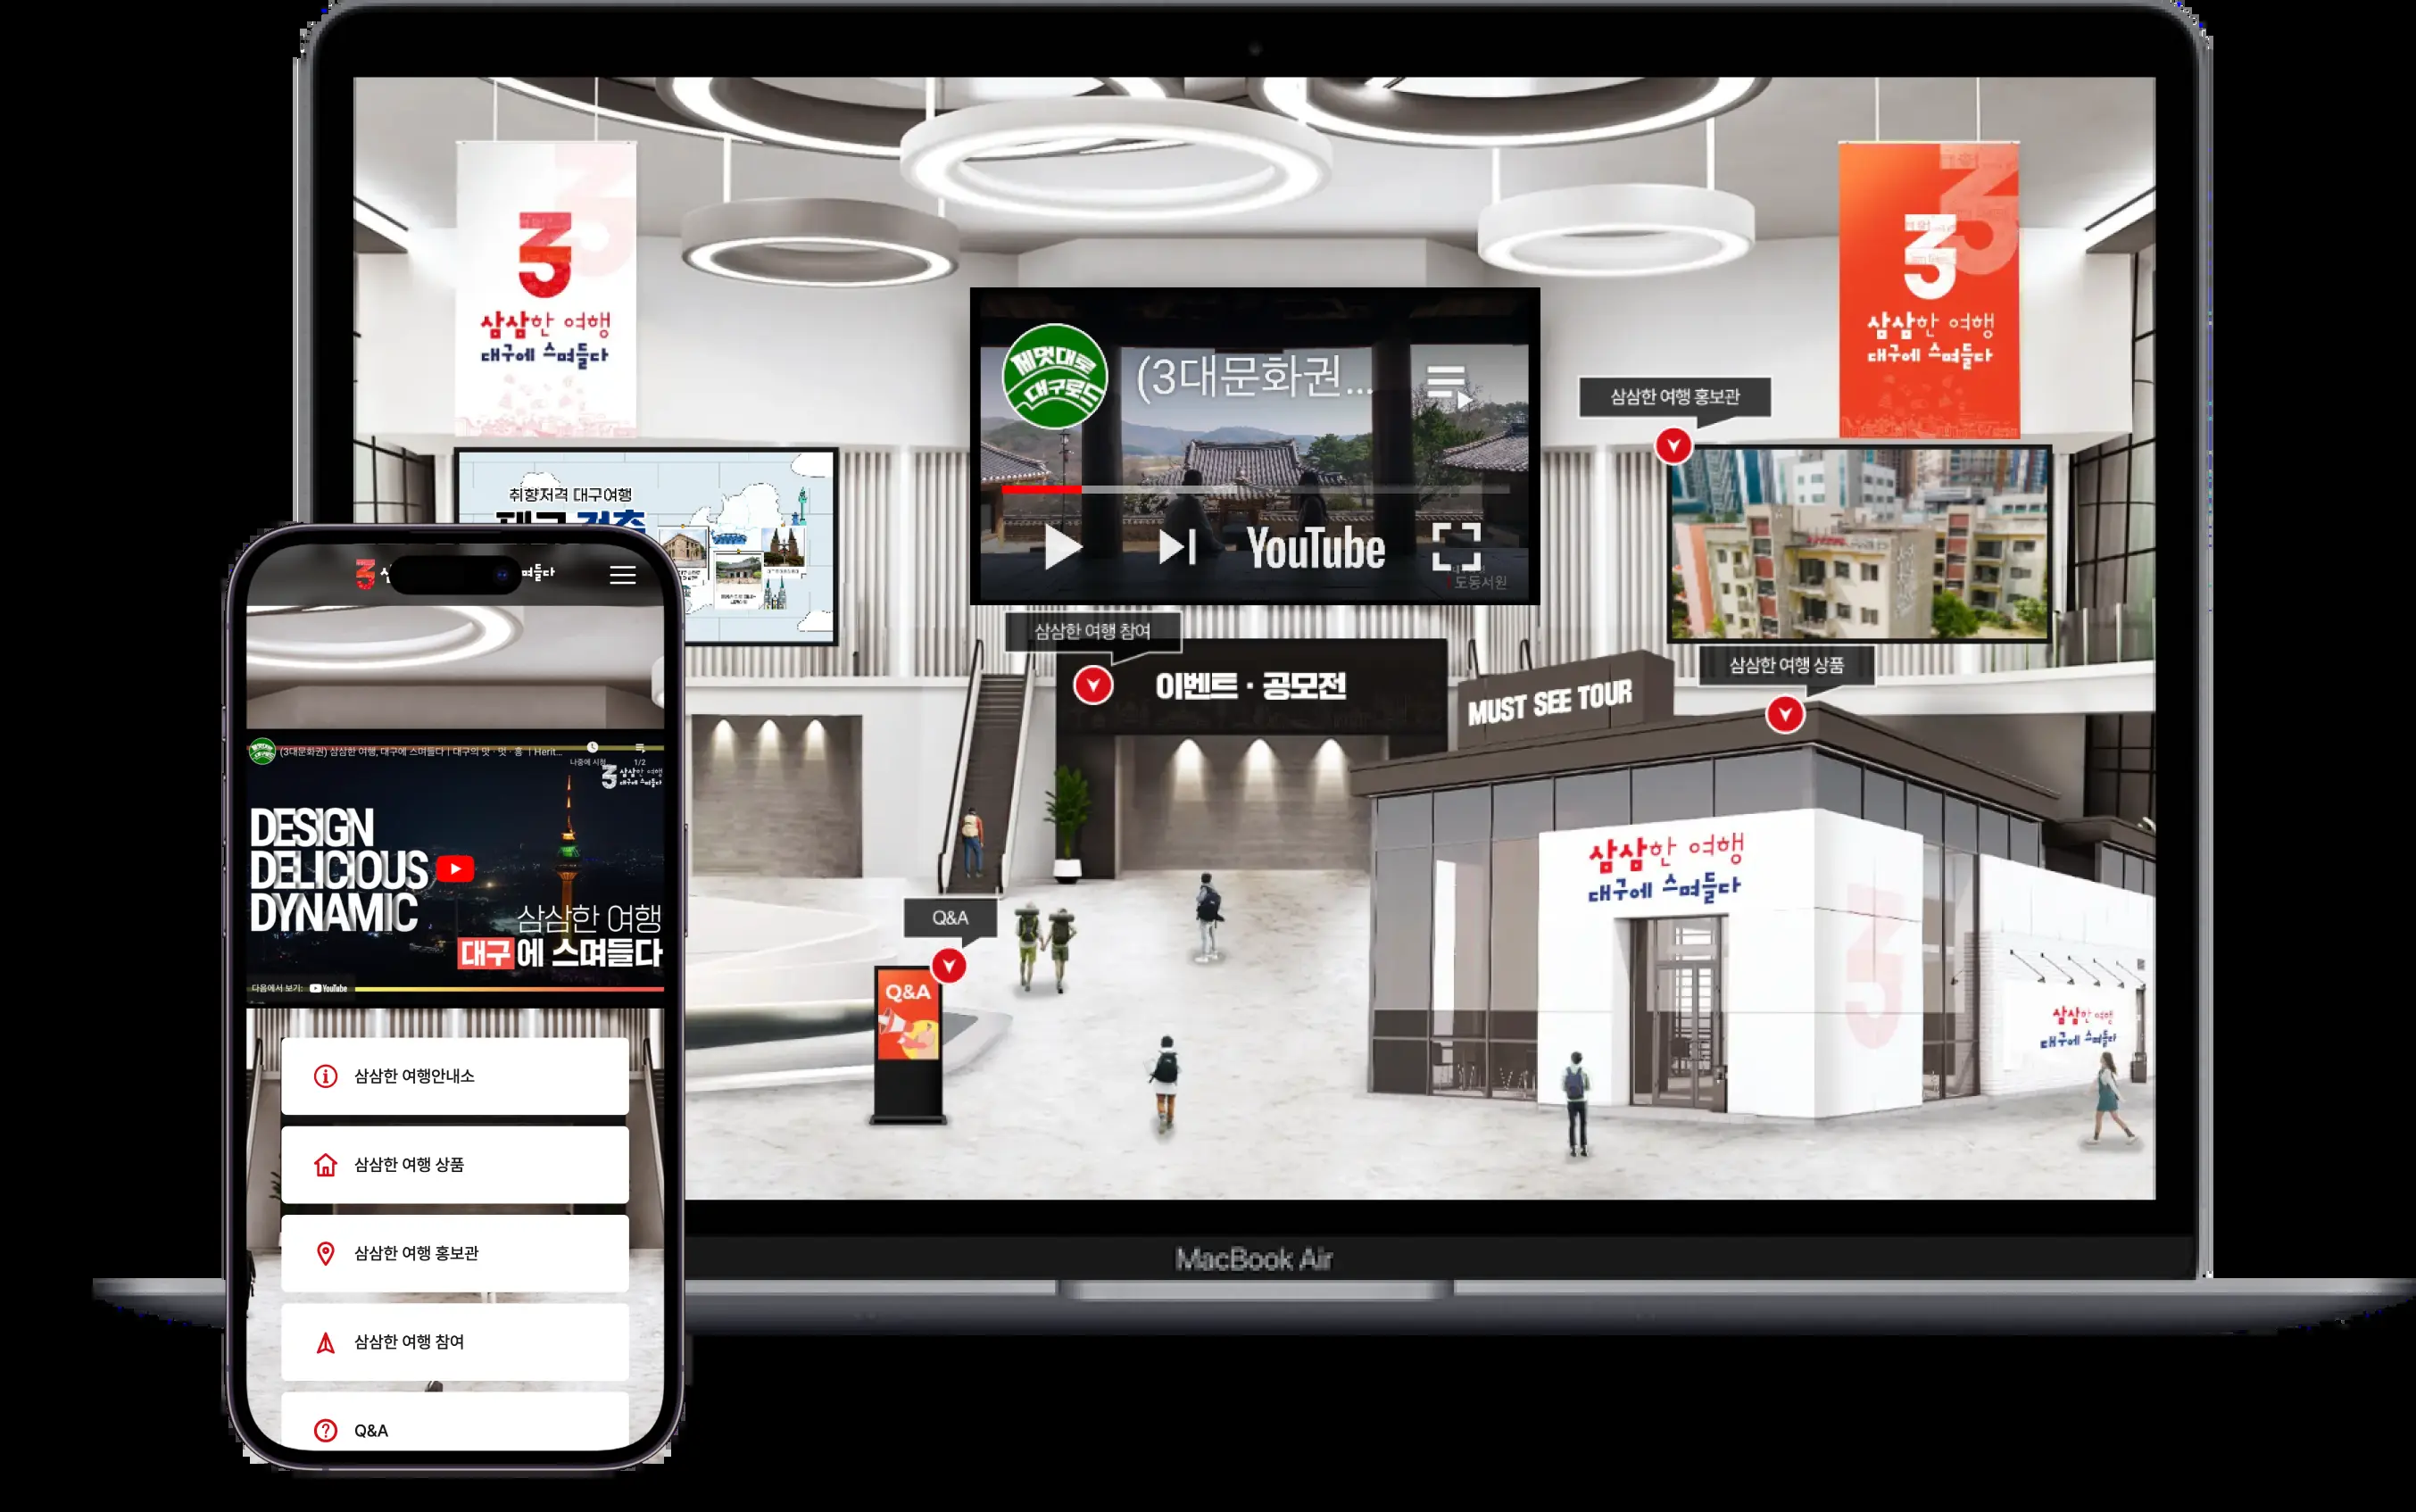 3
삼삼한 여행
대구에 스며들다
3
삼삼한 여행
대구에 스며들다
제멋대로
대구로드
(3대문화권...
YouTube
도동서원
삼삼한 여행 홍보관
취향저격 대구여행
삼삼한 여행 참여
이벤트 · 공모전
MUST SEE TOUR
삼삼한 여행 상품
삼삼한 여행
대구에 스며들다
3
삼삼한 여행
대구에 스며들다
Q&A
Q&A
MacBook Air
3
며들다
(3대문화권) 삼삼한 여행, 대구에 스며들다 | 대구의 맛 · 멋 · 흥 | Herit...
나중에 시청
1/2
3 삼삼한 여행
대구에 스며들다
DESIGN
DELICIOUS
DYNAMIC
삼삼한 여행
대구에 스며들다
다음에서 보기: YouTube
삼삼한 여행안내소
삼삼한 여행 상품
삼삼한 여행 홍보관
삼삼한 여행 참여
Q&A